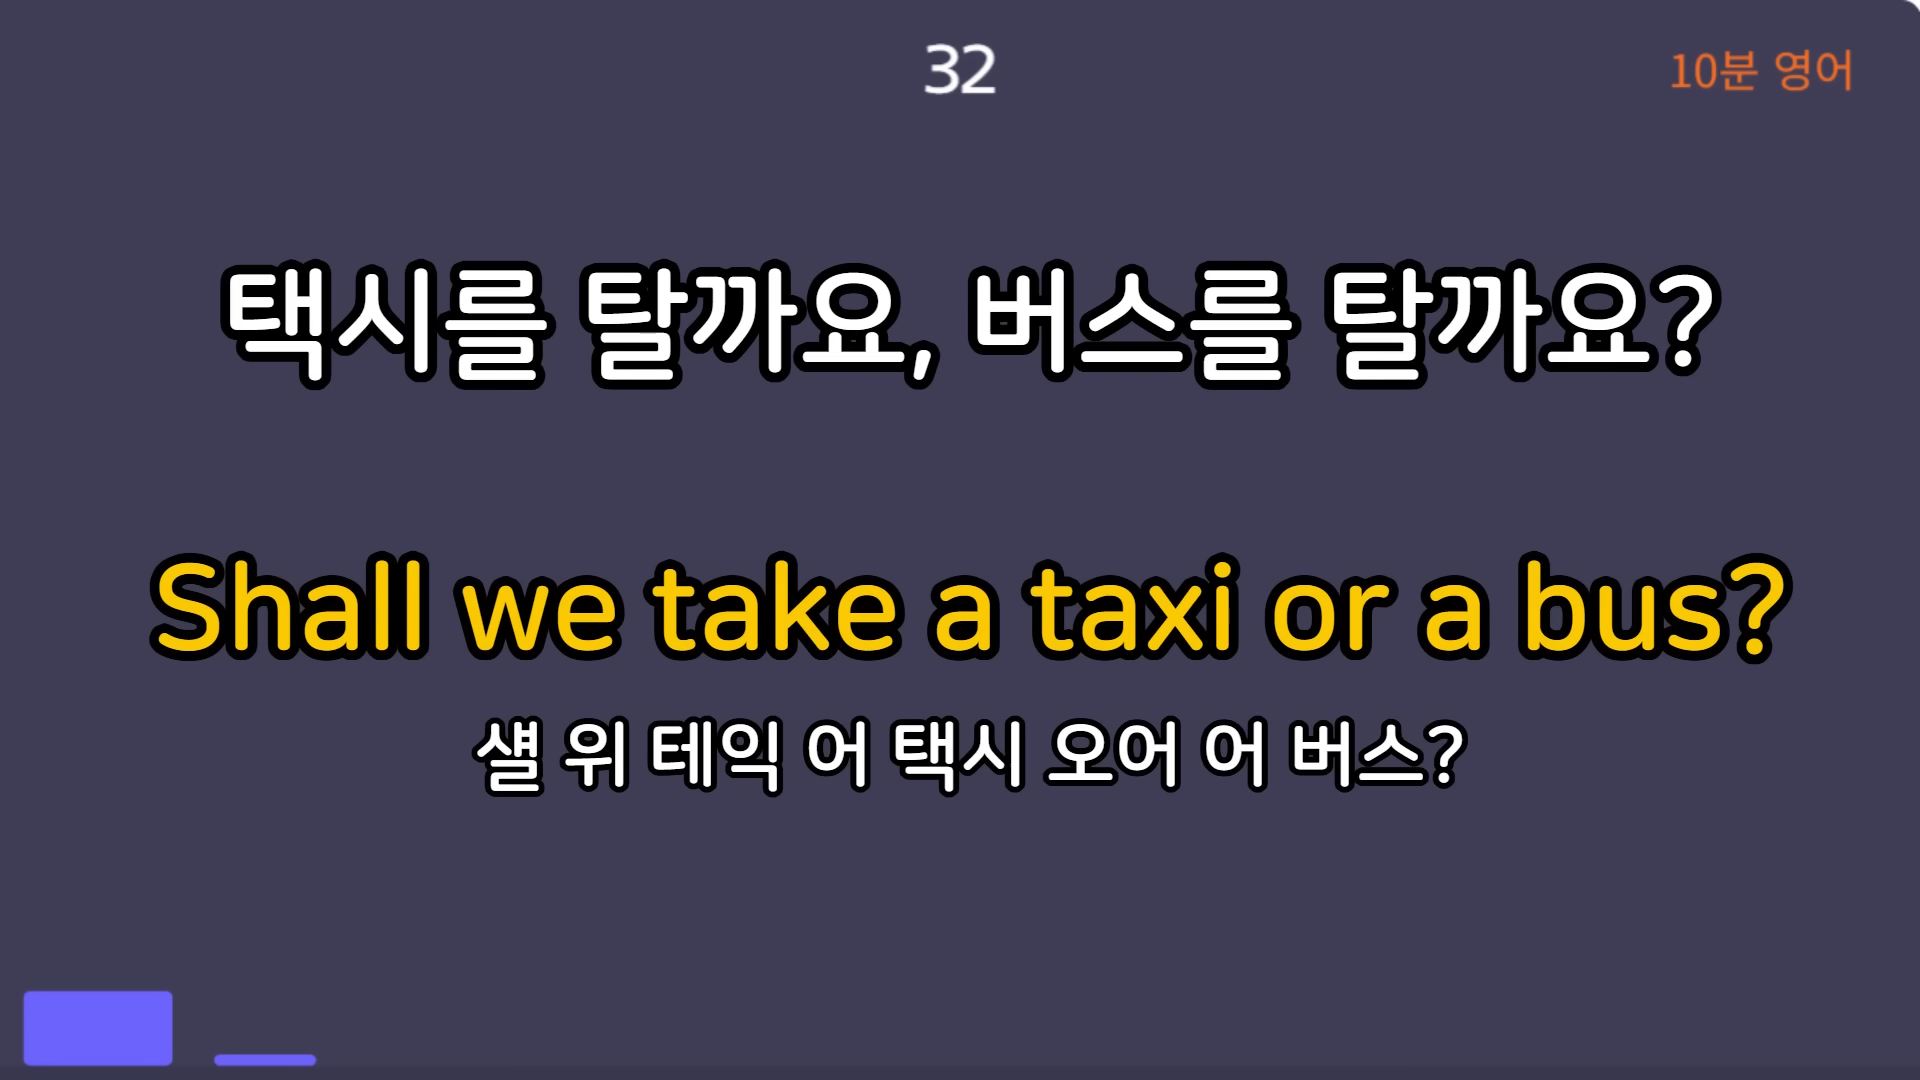 32
10분 영어
택시를 탈까요, 버스를 탈까요?
Shall we take a taxi or a bus?
섈 위 테익 어 택시 오어 어 버스?